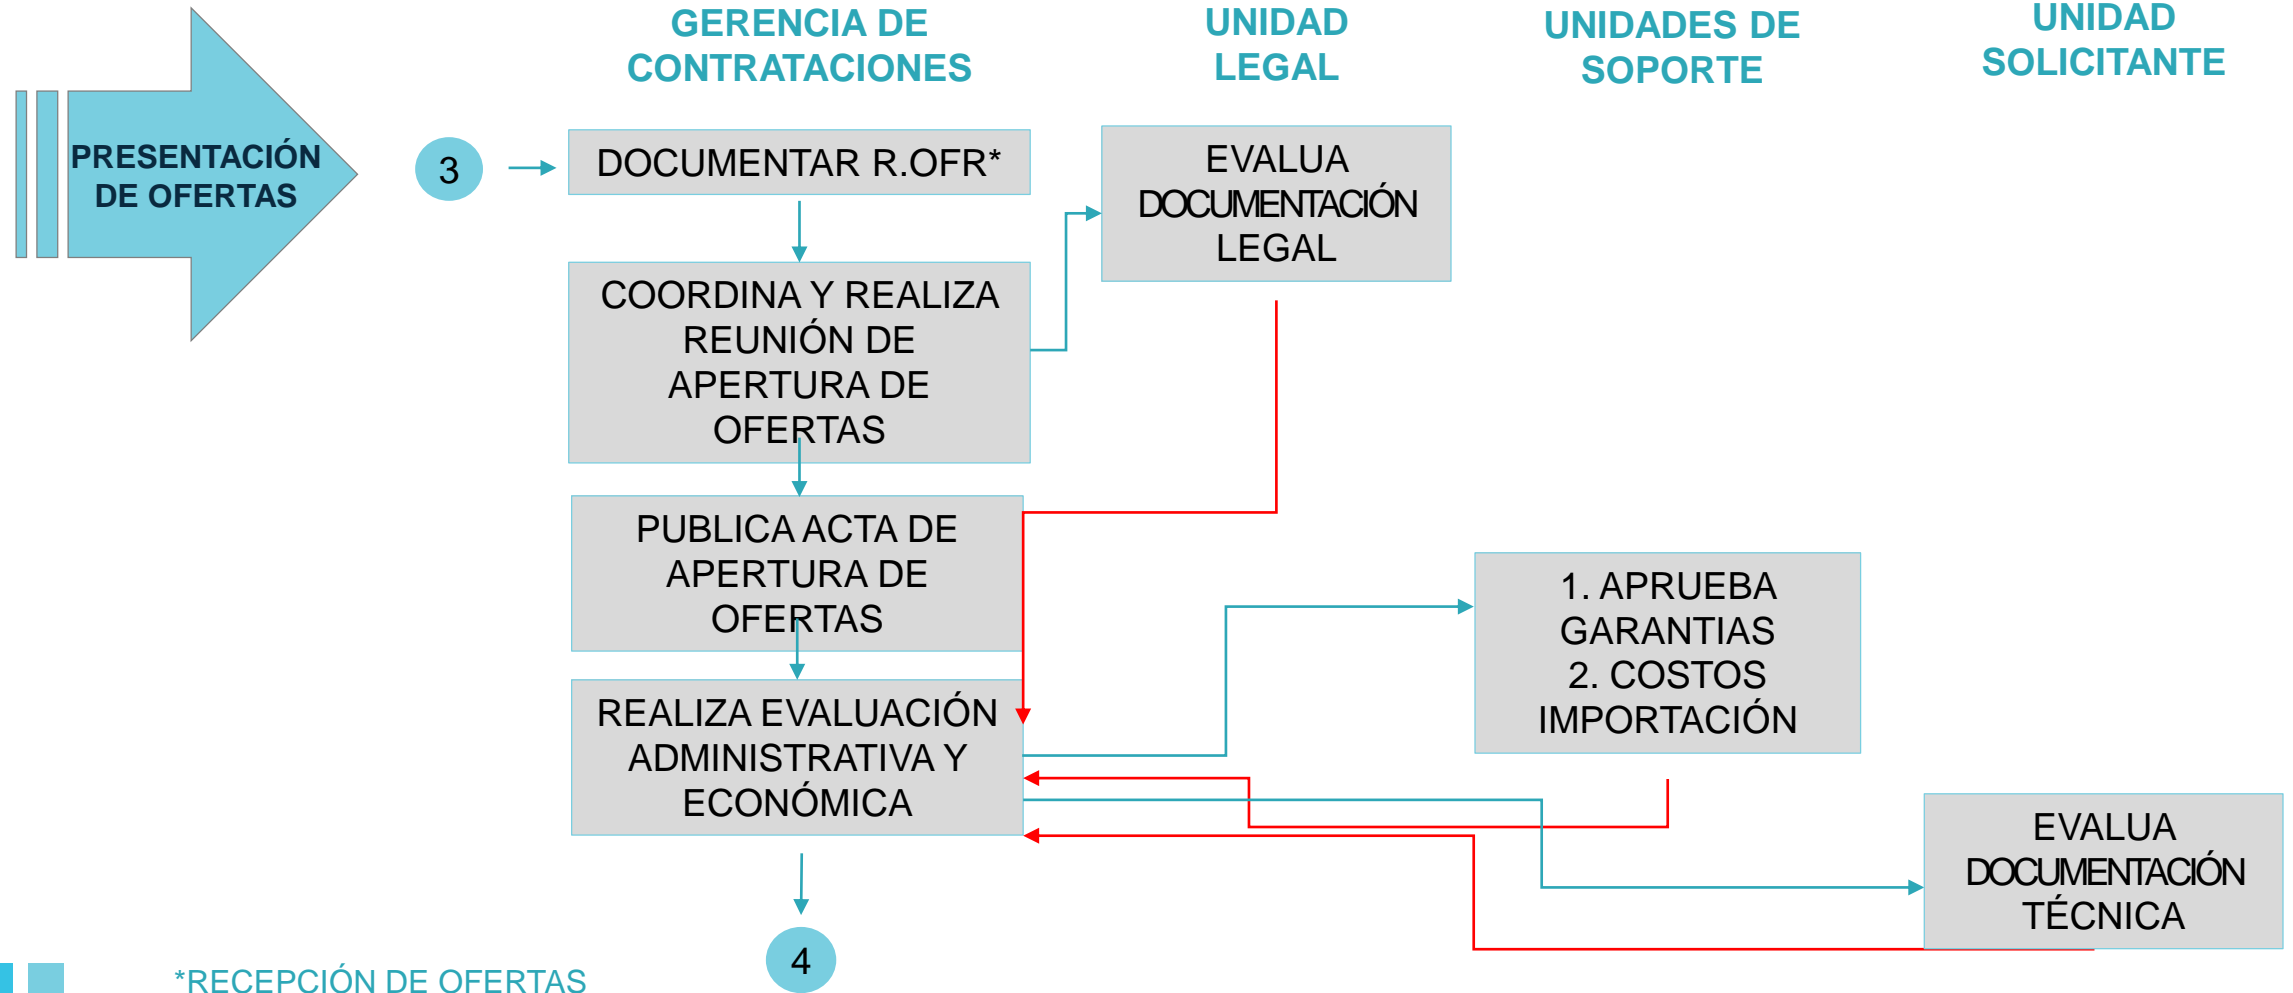 GERENCIA DE
CONTRATACIONES
UNIDAD
LEGAL
UNIDADES DE
SOPORTE
UNIDAD
SOLICITANTE
PRESENTACIÓN
DE OFERTAS
3
DOCUMENTAR R.OFR*
EVALUA
DOCUMENTACIÓN
LEGAL
COORDINA Y REALIZA
REUNIÓN DE
APERTURA DE
OFERTAS
PUBLICA ACTA DE
APERTURA DE
OFERTAS
1. APRUEBA
GARANTIAS
2. COSTOS
IMPORTACIÓN
REALIZA EVALUACIÓN
ADMINISTRATIVA Y
ECONÓMICA
EVALUA
DOCUMENTACIÓN
TÉCNICA
4
*RECEPCIÓN DE OFERTAS